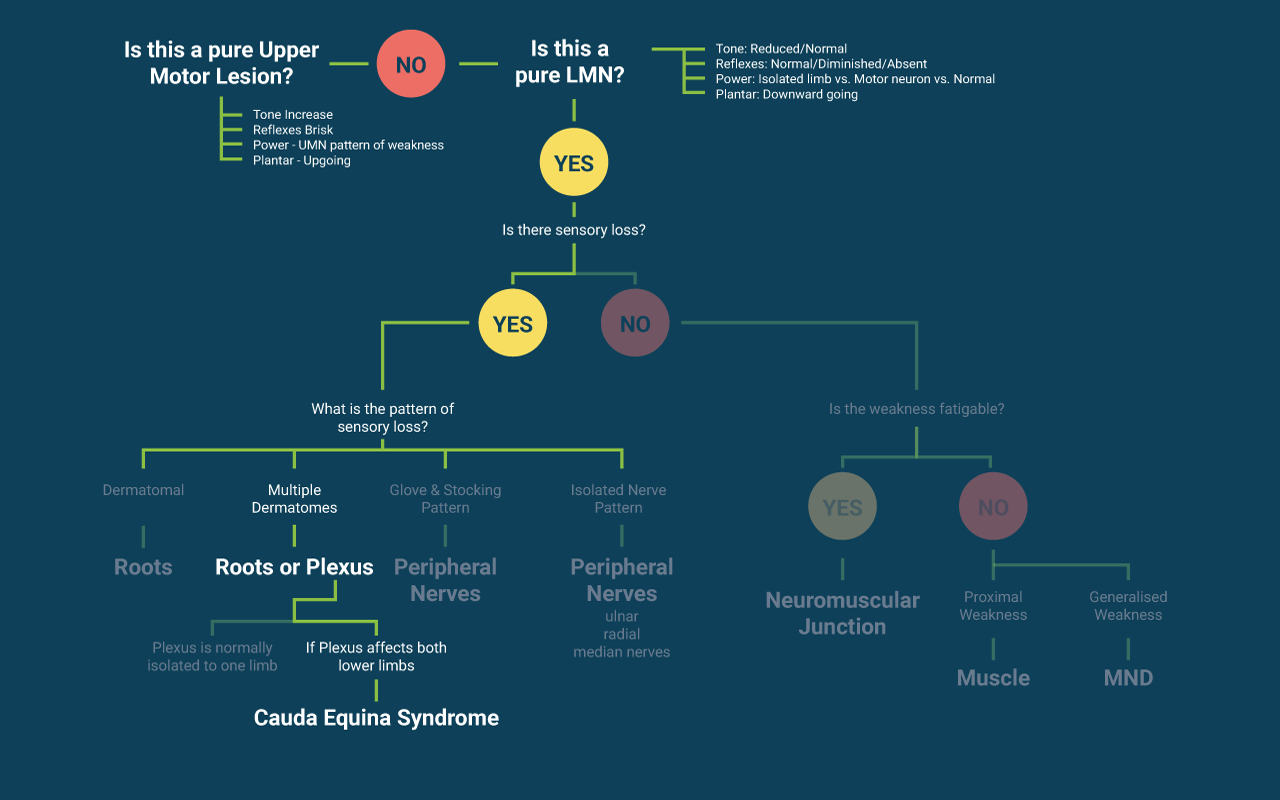 Is this a pure Upper
Motor Lesion?
NO
Is this a
pure LMN?
Tone: Reduced/Normal
Reflexes: Normal/Diminished/Absent
Power: Isolated limb vs. Motor neuron vs. Normal
Plantar: Downward going
Tone Increase
Reflexes Brisk
Power - UMN pattern of weakness
Plantar - Upgoing
YES
Is there sensory loss?
YES
NO
What is the pattern of
sensory loss?
Is the weakness fatigable?
Dermatomal
Multiple
Dermatomes
Glove & Stocking
Pattern
Isolated Nerve
Pattern
YES
NO
Roots
Roots or Plexus
Peripheral
Nerves
Peripheral
Nerves
ulnar
radial
median nerves
Neuromuscular
Junction
Proximal
Weakness
Generalised
Weakness
Plexus is normally
isolated to one limb
If Plexus affects both
lower limbs
Muscle
MND
Cauda Equina Syndrome